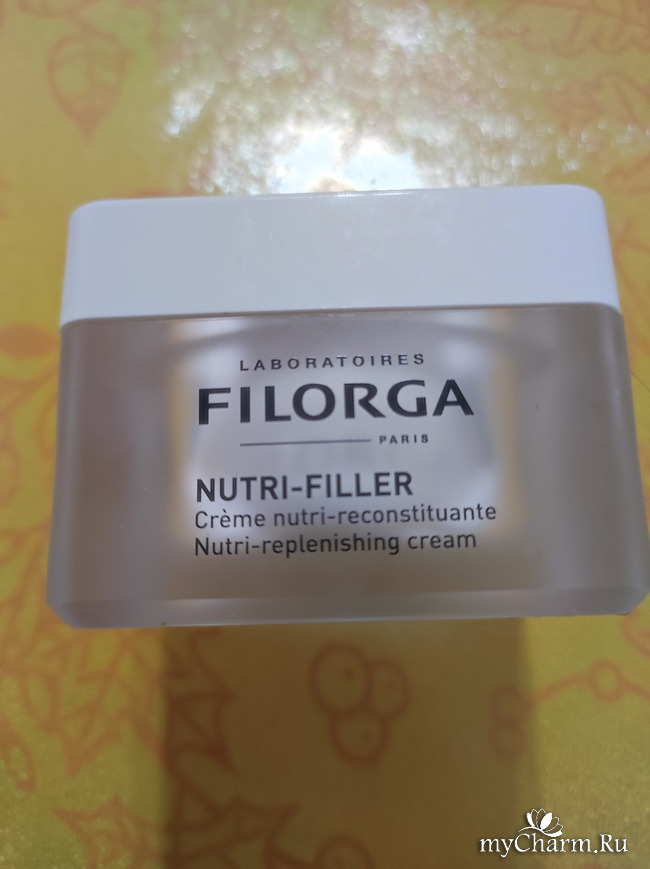 LABORATOIRES
FILORGA
PARIS
NUTRI-FILLER
Crème nutri-reconstituante
Nutri-replenishing cream
myCharm.Ru